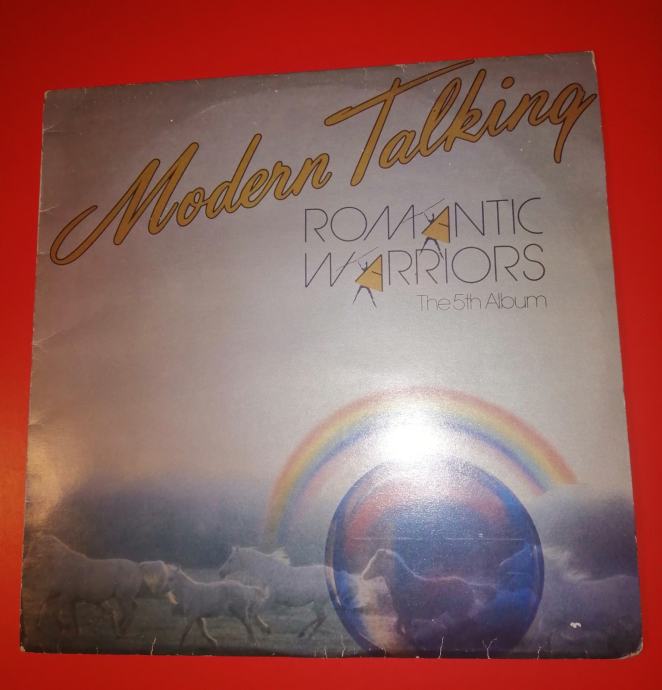 Modern Talking
ROMANTIC
WARRIORS
The 5th Album